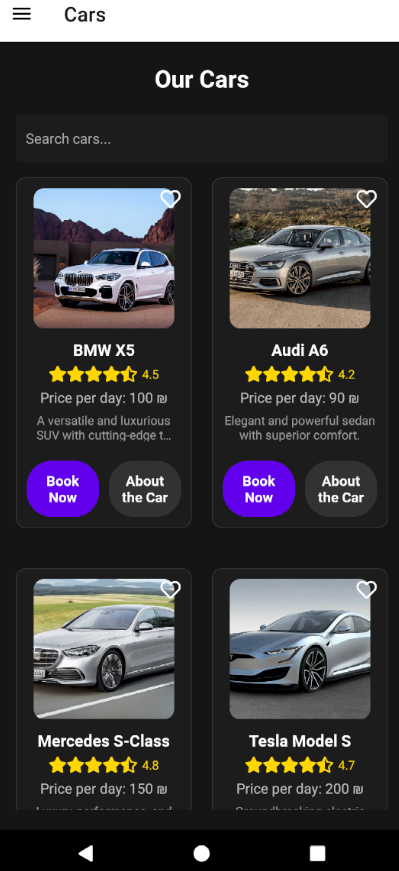 Cars
Our Cars
Search cars...
BMW X5
4.5
Price per day: 100 ₪
A versatile and luxurious
SUV with cutting-edge t...
Book
Now
About
the Car
Audi A6
4.2
Price per day: 90 ₪
Elegant and powerful sedan
with superior comfort.
Book
Now
About
the Car
Mercedes S-Class
4.8
Price per day: 150 ₪
Tesla Model S
4.7
Price per day: 200 ₪